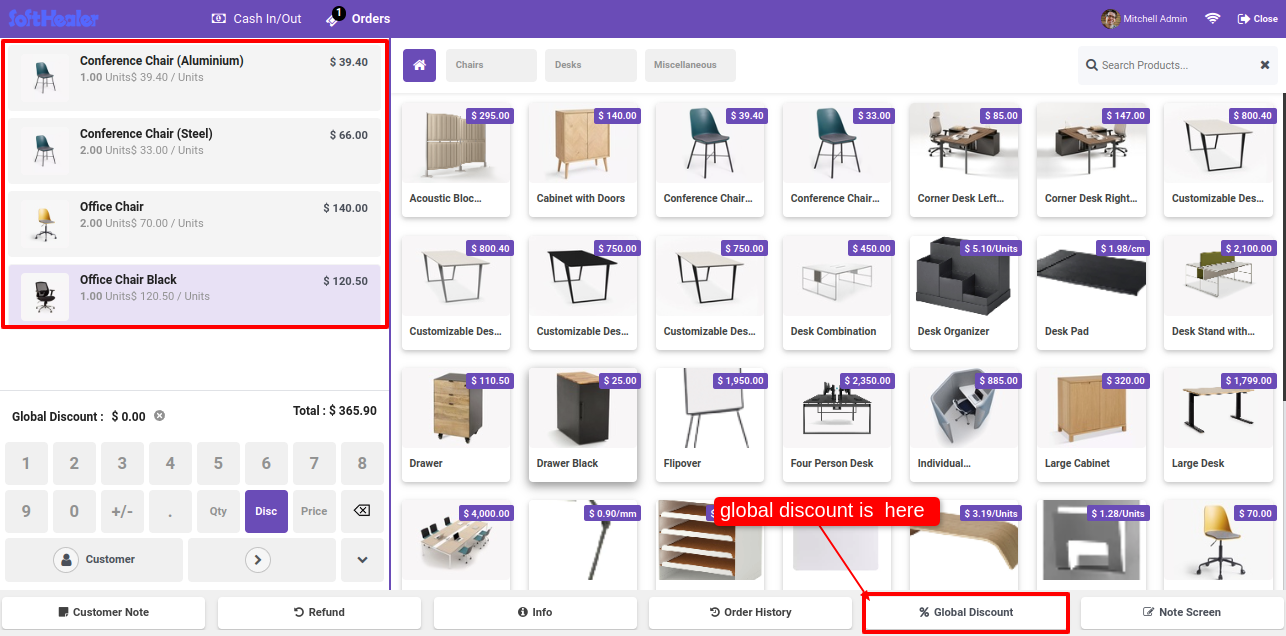 SoftHealer
Cash In/Out
1
Orders
Mitchell Admin
Close
Conference Chair (Aluminium)
$ 39.40
1.00 Units$ 39.40 / Units
Conference Chair (Steel)
$ 66.00
2.00 Units$ 33.00 / Units
Office Chair
$ 140.00
2.00 Units$ 70.00 / Units
Office Chair Black
$ 120.50
1.00 Units$ 120.50 / Units
Global Discount : $ 0.00
Total : $ 365.90
1 2 3 4 5 6 7 8
9 0 +/- . Qty Disc Price
Customer
Chairs
Desks
Miscellaneous
Search Products...
$ 295.00
Acoustic Bloc...
$ 140.00
Cabinet with Doors
$ 39.40
Conference Chair...
$ 33.00
Conference Chair...
$ 85.00
Corner Desk Left...
$ 147.00
Corner Desk Right...
$ 800.40
Customizable Des...
$ 800.40
Customizable Des...
$ 750.00
Customizable Des...
$ 750.00
Customizable Des...
$ 450.00
Desk Combination
$ 5.10/Units
Desk Organizer
$ 1.98/cm
Desk Pad
$ 2,100.00
Desk Stand with...
$ 110.50
Drawer
$ 25.00
Drawer Black
$ 1,950.00
Flipover
$ 2,350.00
Four Person Desk
$ 885.00
Individual...
$ 320.00
Large Cabinet
$ 1,799.00
Large Desk
$ 4,000.00
$ 0.90/mm
global discount is here
$ 3.19/Units
$ 1.28/Units
$ 70.00
Customer Note
Refund
Info
Order History
% Global Discount
Note Screen